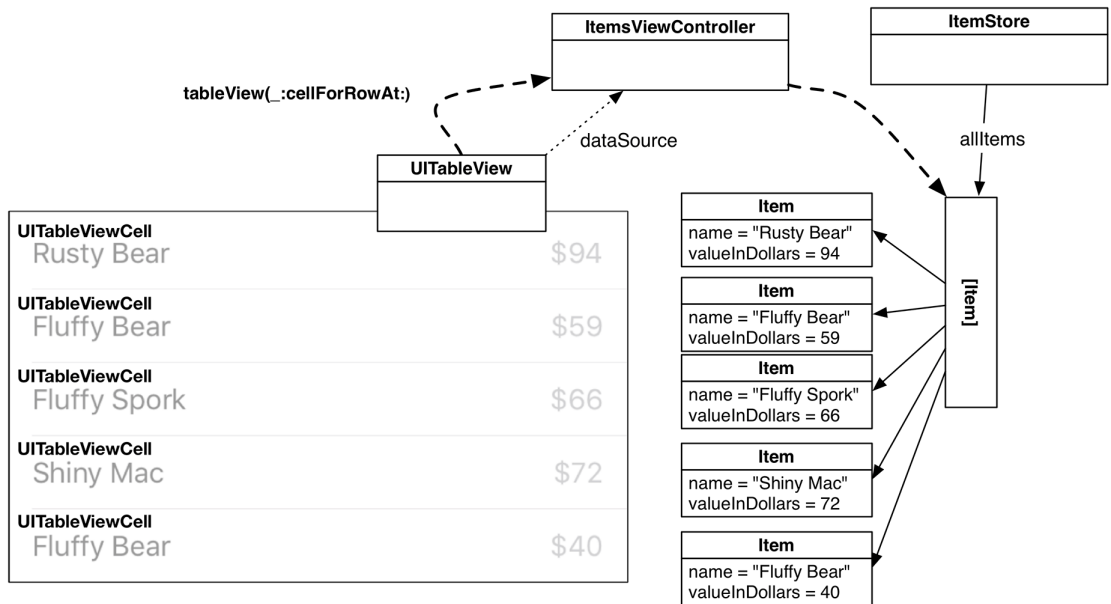 ItemsViewController
ItemStore
tableView(_:cellForRowAt:)
dataSource
allItems
UITableView
UITableViewCell
Rusty Bear $94
UITableViewCell
Fluffy Bear $59
UITableViewCell
Fluffy Spork $66
UITableViewCell
Shiny Mac $72
UITableViewCell
Fluffy Bear $40
Item
name = "Rusty Bear"
valueInDollars = 94
Item
name = "Fluffy Bear"
valueInDollars = 59
Item
name = "Fluffy Spork"
valueInDollars = 66
Item
name = "Shiny Mac"
valueInDollars = 72
Item
name = "Fluffy Bear"
valueInDollars = 40
[Item]